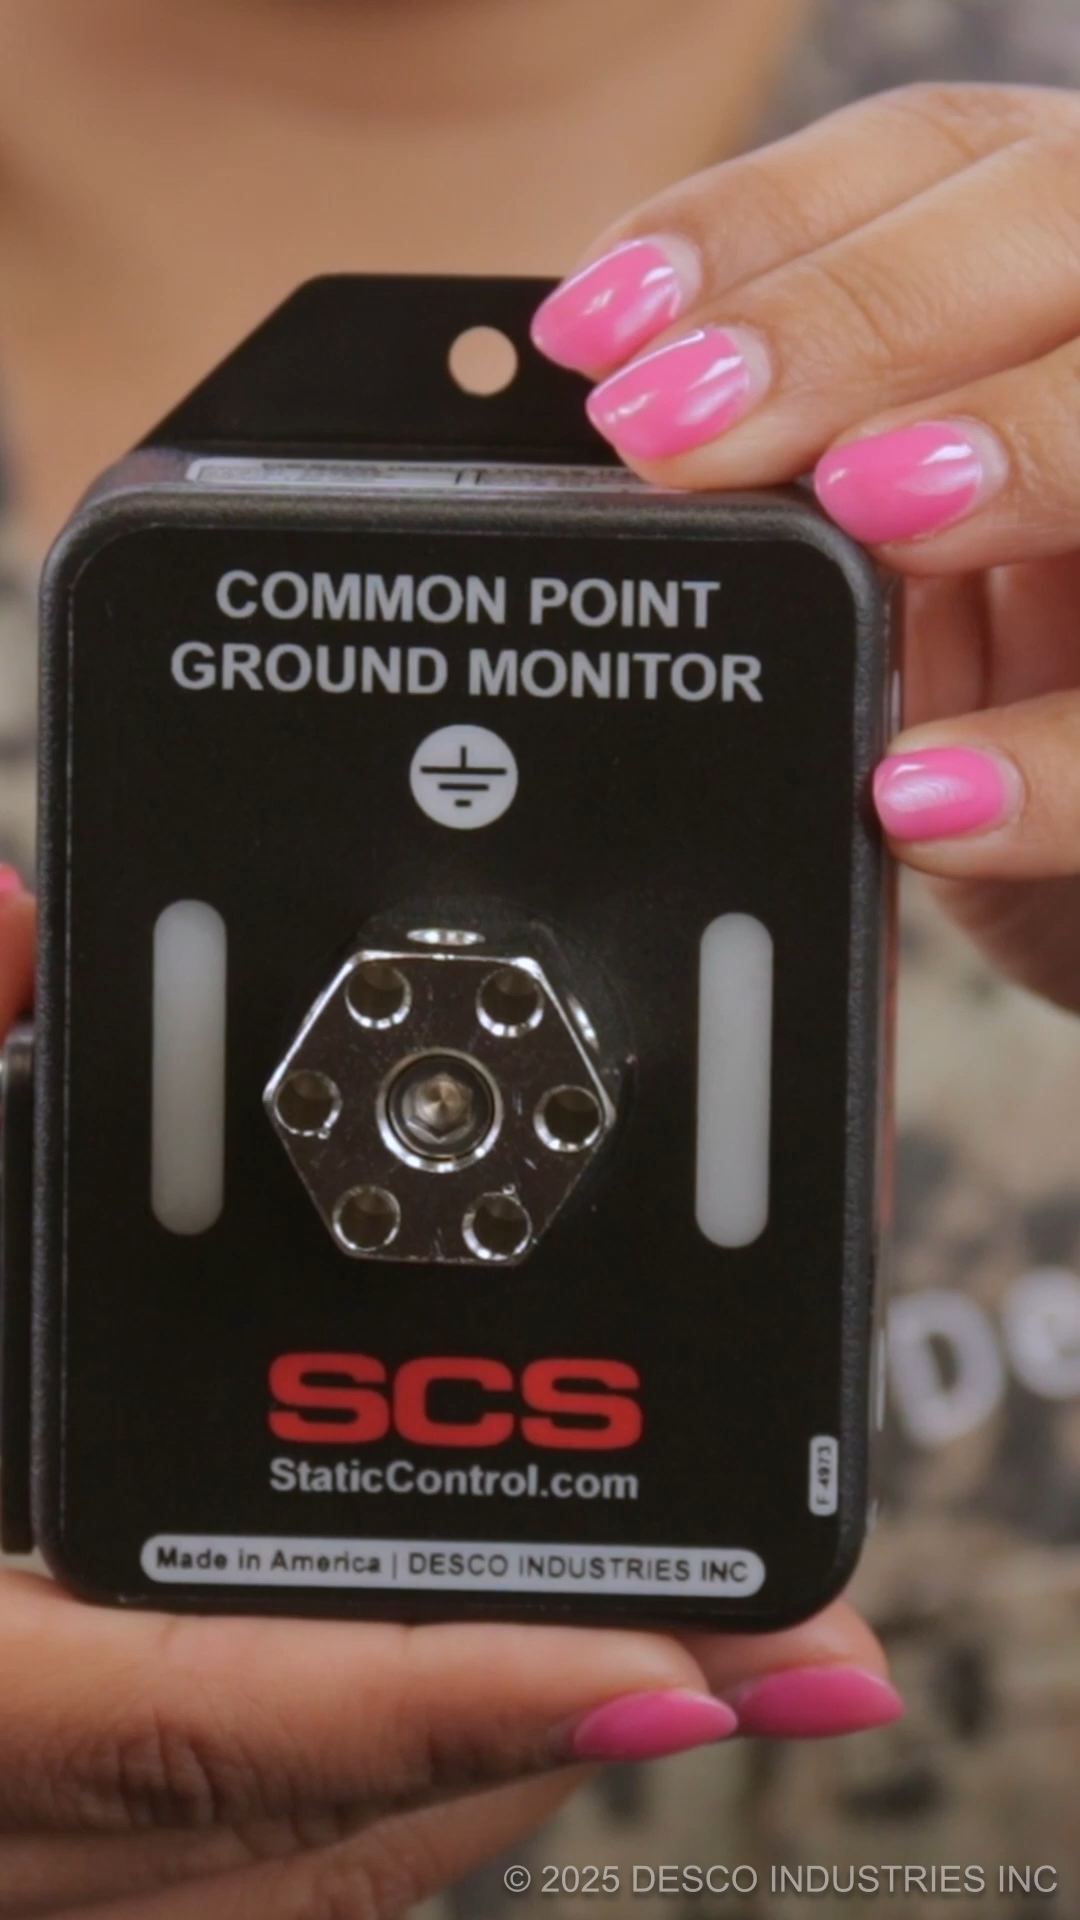 COMMON POINT
GROUND MONITOR
SCS
StaticControl.com
F 4973
Made in America | DESCO INDUSTRIES INC
© 2025 DESCO INDUSTRIES INC